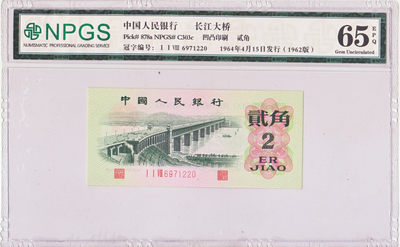 NPGS
NUMISMATIC PROFESSIONAL GRADING SERVICE
中国人民银行 长江大桥
Pick# 878a NPGS# C303c 凹凸印刷 贰角
冠字编号: I I VIII 6971220 1964年4月15日发行 (1962版)
65 EPQ
Gem Uncirculated
中國人民銀行
貳角
2
ER
JIAO
I I VIII 6971220